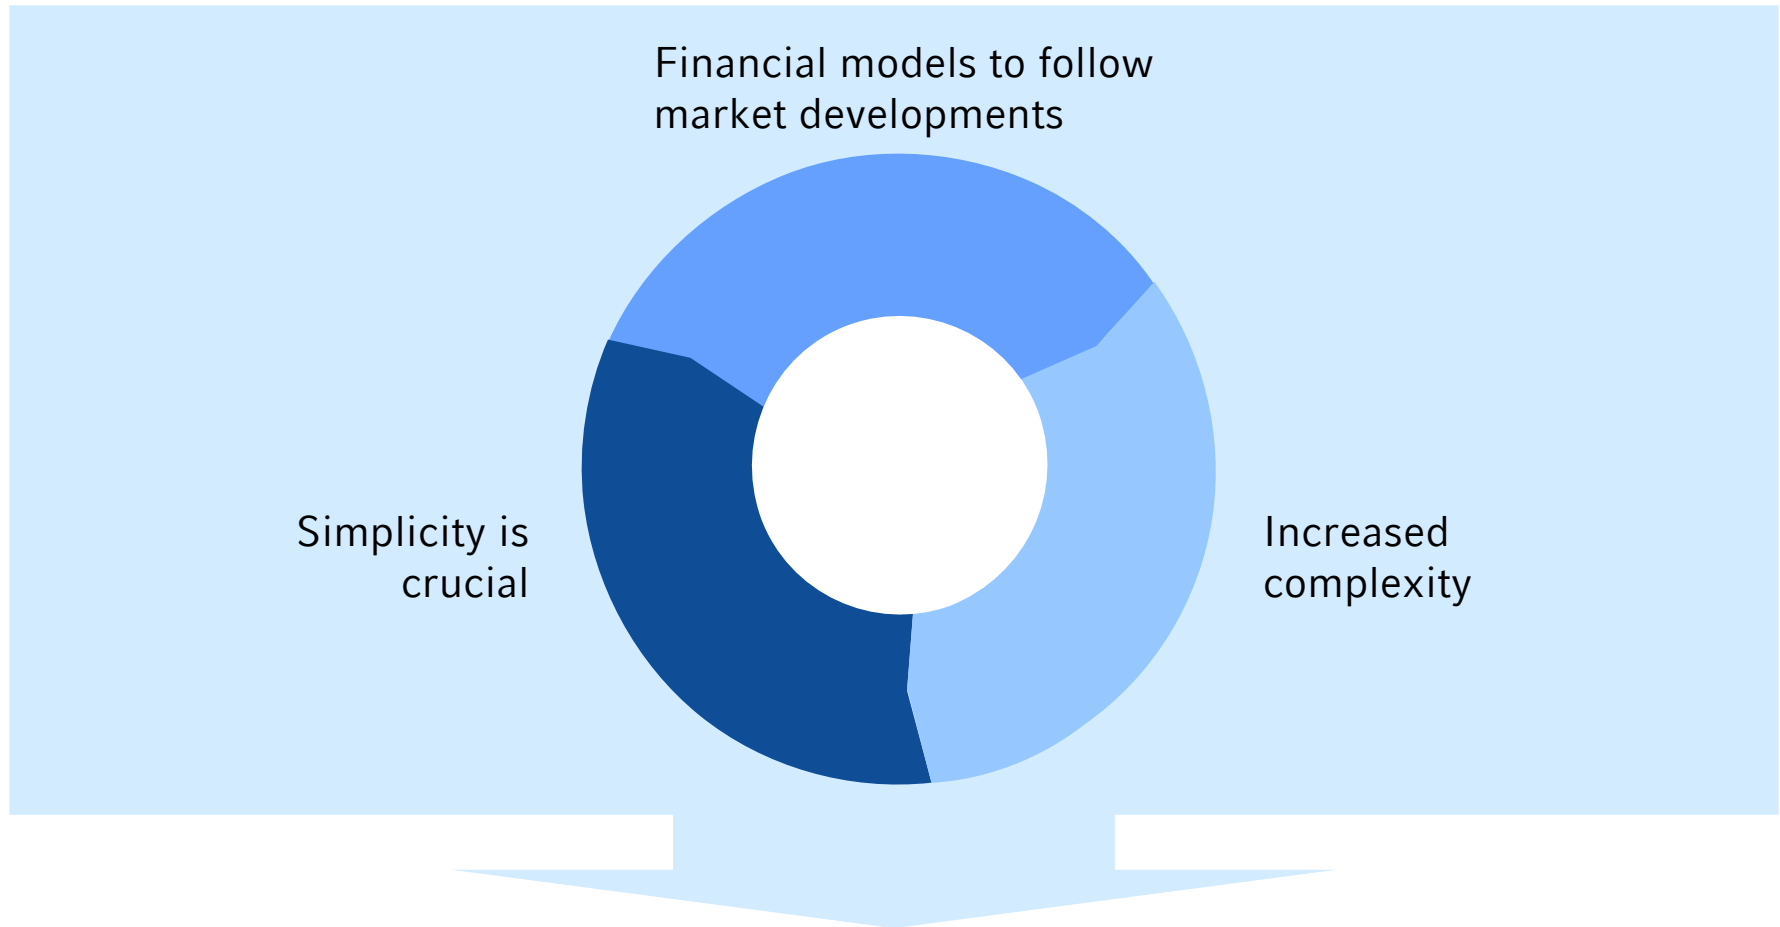 Financial models to follow
market developments
Simplicity is
crucial
Increased
complexity